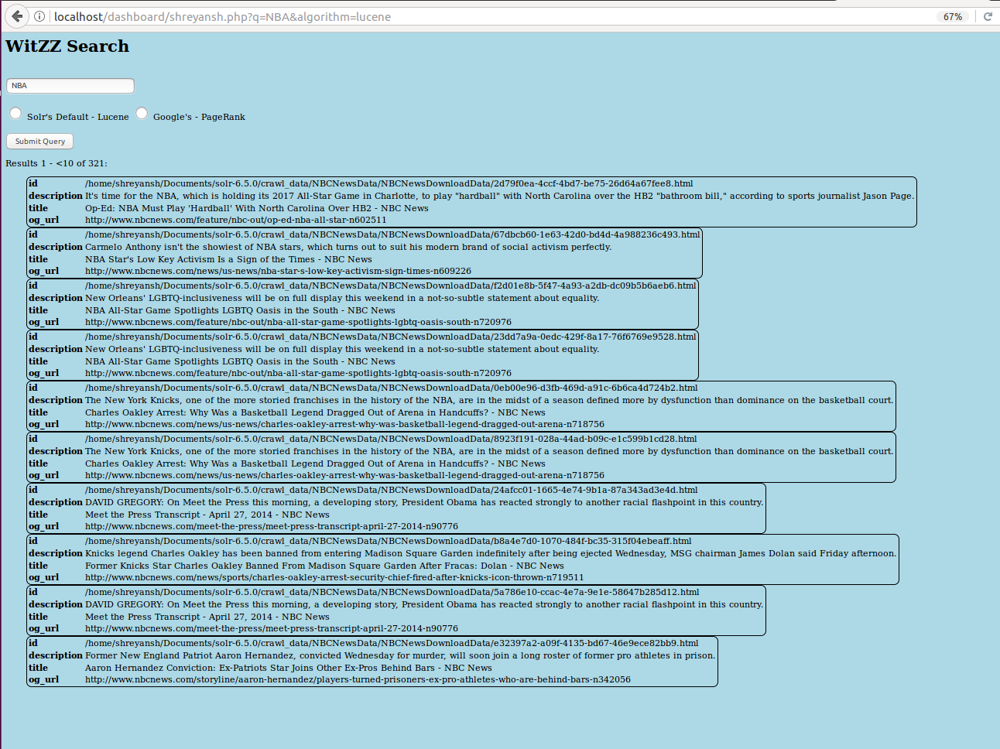 localhost/dashboard/shreyansh.php?q=NBA&algorithm=lucene 67%
WitZZ Search
NBA
Solr's Default - Lucene Google's - PageRank
Submit Query
Results 1 - <10 of 321:
id /home/shreyansh/Documents/solr-6.5.0/crawl_data/NBCNewsData/NBCNewsDownloadData/2d79f0ea-4ccf-4bd7-be75-26d64a67fee8.html
description It's time for the NBA, which is holding its 2017 All-Star Game in Charlotte, to play "hardball" with North Carolina over the HB2 "bathroom bill," according to sports journalist Jason Page.
title Op-Ed: NBA Must Play 'Hardball' With North Carolina Over HB2 - NBC News
og_url http://www.nbcnews.com/feature/nbc-out/op-ed-nba-all-star-n602511
id /home/shreyansh/Documents/solr-6.5.0/crawl_data/NBCNewsData/NBCNewsDownloadData/67dbcb60-1e63-42d0-bd4d-4a988236c493.html
description Carmelo Anthony isn't the showiest of NBA stars, which turns out to suit his modern brand of social activism perfectly.
title NBA Star's Low Key Activism Is a Sign of the Times - NBC News
og_url http://www.nbcnews.com/news/us-news/nba-star-s-low-key-activism-sign-times-n609226
id /home/shreyansh/Documents/solr-6.5.0/crawl_data/NBCNewsData/NBCNewsDownloadData/f2d01e8b-5f47-4a93-a2db-dc09b5b6aeb6.html
description New Orleans' LGBTQ-inclusiveness will be on full display this weekend in a not-so-subtle statement about equality.
title NBA All-Star Game Spotlights LGBTQ Oasis in the South - NBC News
og_url http://www.nbcnews.com/feature/nbc-out/nba-all-star-game-spotlights-lgbtq-oasis-south-n720976
id /home/shreyansh/Documents/solr-6.5.0/crawl_data/NBCNewsData/NBCNewsDownloadData/23dd7a9a-0edc-429f-8a17-76f6769e9528.html
description New Orleans' LGBTQ-inclusiveness will be on full display this weekend in a not-so-subtle statement about equality.
title NBA All-Star Game Spotlights LGBTQ Oasis in the South - NBC News
og_url http://www.nbcnews.com/feature/nbc-out/nba-all-star-game-spotlights-lgbtq-oasis-south-n720976
id /home/shreyansh/Documents/solr-6.5.0/crawl_data/NBCNewsData/NBCNewsDownloadData/0eb00e96-d3fb-469d-a91c-6b6ca4d724b2.html
description The New York Knicks, one of the more storied franchises in the history of the NBA, are in the midst of a season defined more by dysfunction than dominance on the basketball court.
title Charles Oakley Arrest: Why Was a Basketball Legend Dragged Out of Arena in Handcuffs? - NBC News
og_url http://www.nbcnews.com/news/us-news/charles-oakley-arrest-why-was-basketball-legend-dragged-out-arena-n718756
id /home/shreyansh/Documents/solr-6.5.0/crawl_data/NBCNewsData/NBCNewsDownloadData/8923f191-028a-44ad-b09c-e1c599b1cd28.html
description The New York Knicks, one of the more storied franchises in the history of the NBA, are in the midst of a season defined more by dysfunction than dominance on the basketball court.
title Charles Oakley Arrest: Why Was a Basketball Legend Dragged Out of Arena in Handcuffs? - NBC News
og_url http://www.nbcnews.com/news/us-news/charles-oakley-arrest-why-was-basketball-legend-dragged-out-arena-n718756
id /home/shreyansh/Documents/solr-6.5.0/crawl_data/NBCNewsData/NBCNewsDownloadData/24afcc01-1665-4e74-9b1a-87a343ad3e4d.html
description DAVID GREGORY: On Meet the Press this morning, a developing story, President Obama has reacted strongly to another racial flashpoint in this country.
title Meet the Press Transcript - April 27, 2014 - NBC News
og_url http://www.nbcnews.com/meet-the-press/meet-press-transcript-april-27-2014-n90776
id /home/shreyansh/Documents/solr-6.5.0/crawl_data/NBCNewsData/NBCNewsDownloadData/b8a4e7d0-1070-484f-bc35-315f04ebeaff.html
description Knicks legend Charles Oakley has been banned from entering Madison Square Garden indefinitely after being ejected Wednesday, MSG chairman James Dolan said Friday afternoon.
title Former Knicks Star Charles Oakley Banned From Madison Square Garden After Fracas: Dolan - NBC News
og_url http://www.nbcnews.com/news/sports/charles-oakley-arrest-security-chief-fired-after-knicks-icon-thrown-n719511
id /home/shreyansh/Documents/solr-6.5.0/crawl_data/NBCNewsData/NBCNewsDownloadData/5a786e10-ccac-4e7a-9e1e-58647b285d12.html
description DAVID GREGORY: On Meet the Press this morning, a developing story, President Obama has reacted strongly to another racial flashpoint in this country.
title Meet the Press Transcript - April 27, 2014 - NBC News
og_url http://www.nbcnews.com/meet-the-press/meet-press-transcript-april-27-2014-n90776
id /home/shreyansh/Documents/solr-6.5.0/crawl_data/NBCNewsData/NBCNewsDownloadData/e32397a2-a09f-4135-bd67-46e9ece82bb9.html
description Former New England Patriot Aaron Hernandez, convicted Wednesday for murder, will soon join a long roster of former pro athletes in prison.
title Aaron Hernandez Conviction: Ex-Patriots Star Joins Other Ex-Pros Behind Bars - NBC News
og_url http://www.nbcnews.com/storyline/aaron-hernandez/players-turned-prisoners-ex-pro-athletes-who-are-behind-bars-n342056